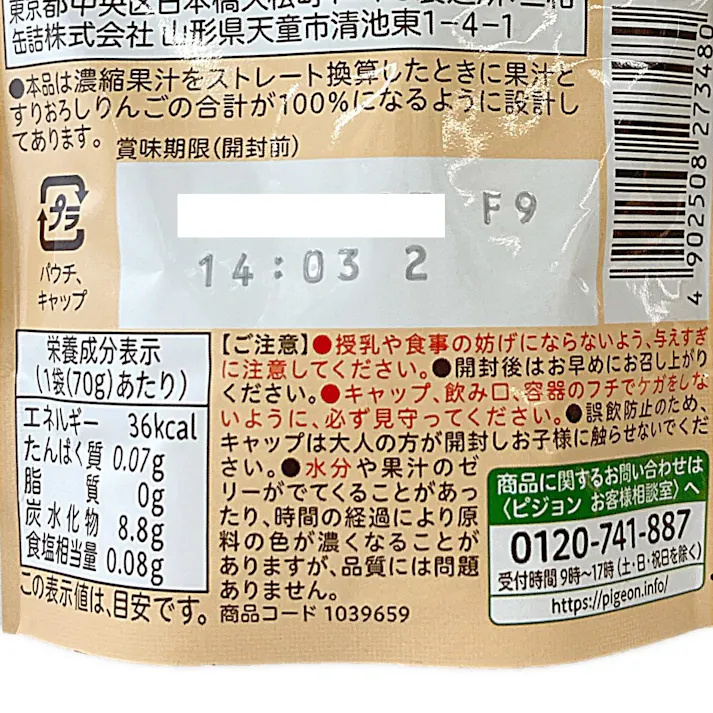 缶詰株式会社 山形県天童市清池東1-4-1
●本品は濃縮果汁をストレート換算したときに果汁と
すりおろしりんごの合計が100%になるように設計し
てあります。
賞味期限(開封前)
F9
14:03 2
プラ
パウチ、
キャップ
4 902508 273480
栄養成分表示
(1袋(70g)あたり)
エネルギー 36kcal
たんぱく質 0.07g
脂 質 0g
炭水化物 8.8g
食塩相当量 0.08g
この表示値は、目安です。
【ご注意】●授乳や食事の妨げにならないよう、与えすぎ
に注意してください。●開封後はお早めにお召し上がり
ください。●キャップ、飲み口、容器のフチでケガをしな
いように、必ず見守ってください。●誤飲防止のため、
キャップは大人の方が開封しお子様に触らせないでくだ
さい。●水分や果汁のゼ
リーがでてくることがあっ
たり、時間の経過により原
料の色が濃くなることが
ありますが、品質には問題
ありません。
商品コード 1039659
商品に関するお問い合わせは
〈ピジョン お客様相談室〉へ
0120-741-887
受付時間 9時～17時(土・日・祝日を除く)
https://pigeon.info/